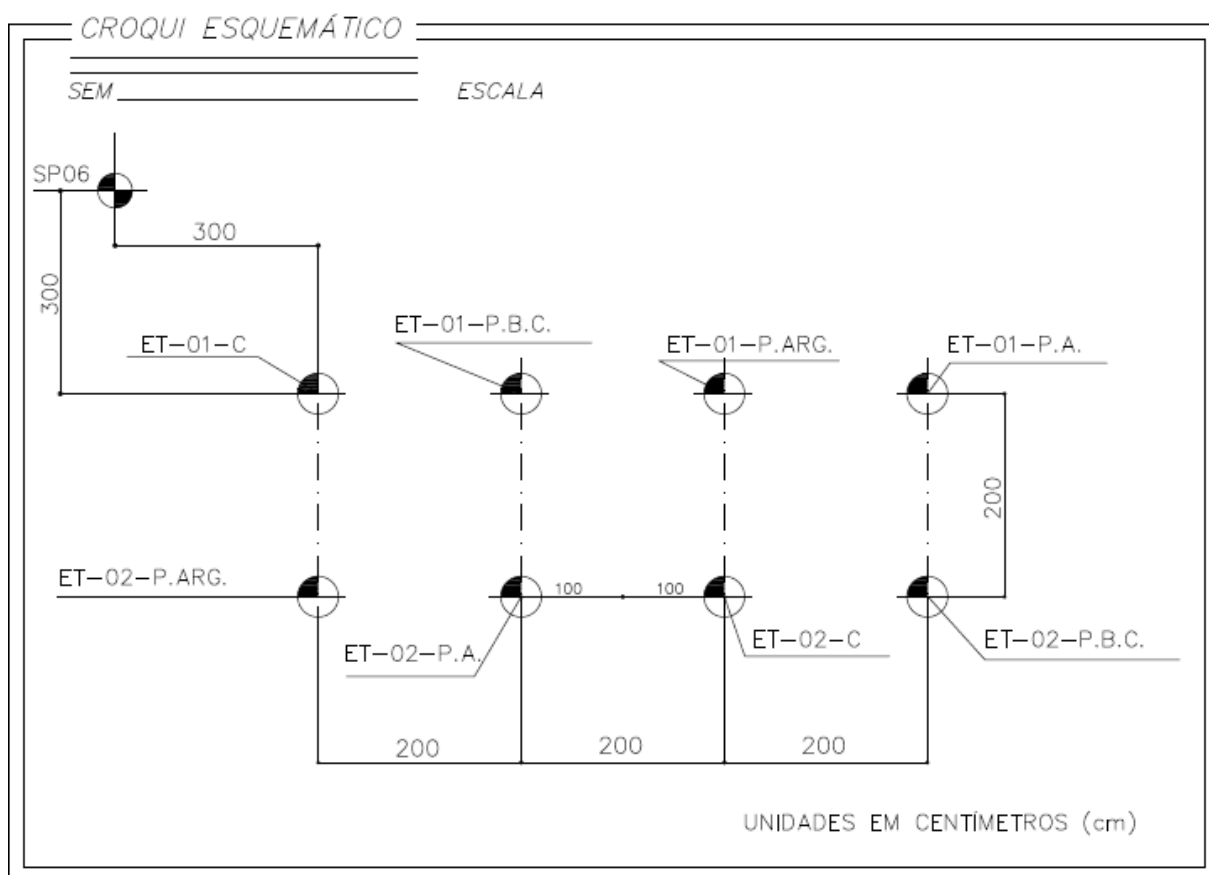 CROQUI ESQUEMÁTICO
SEM ESCALA
SP06
300
300
ET-01-C
ET-01-P.B.C.
ET-01-P.ARG.
ET-01-P.A.
200
ET-02-P.ARG.
100 100
ET-02-P.A.
ET-02-C
ET-02-P.B.C.
200 200 200
UNIDADES EM CENTÍMETROS (cm)